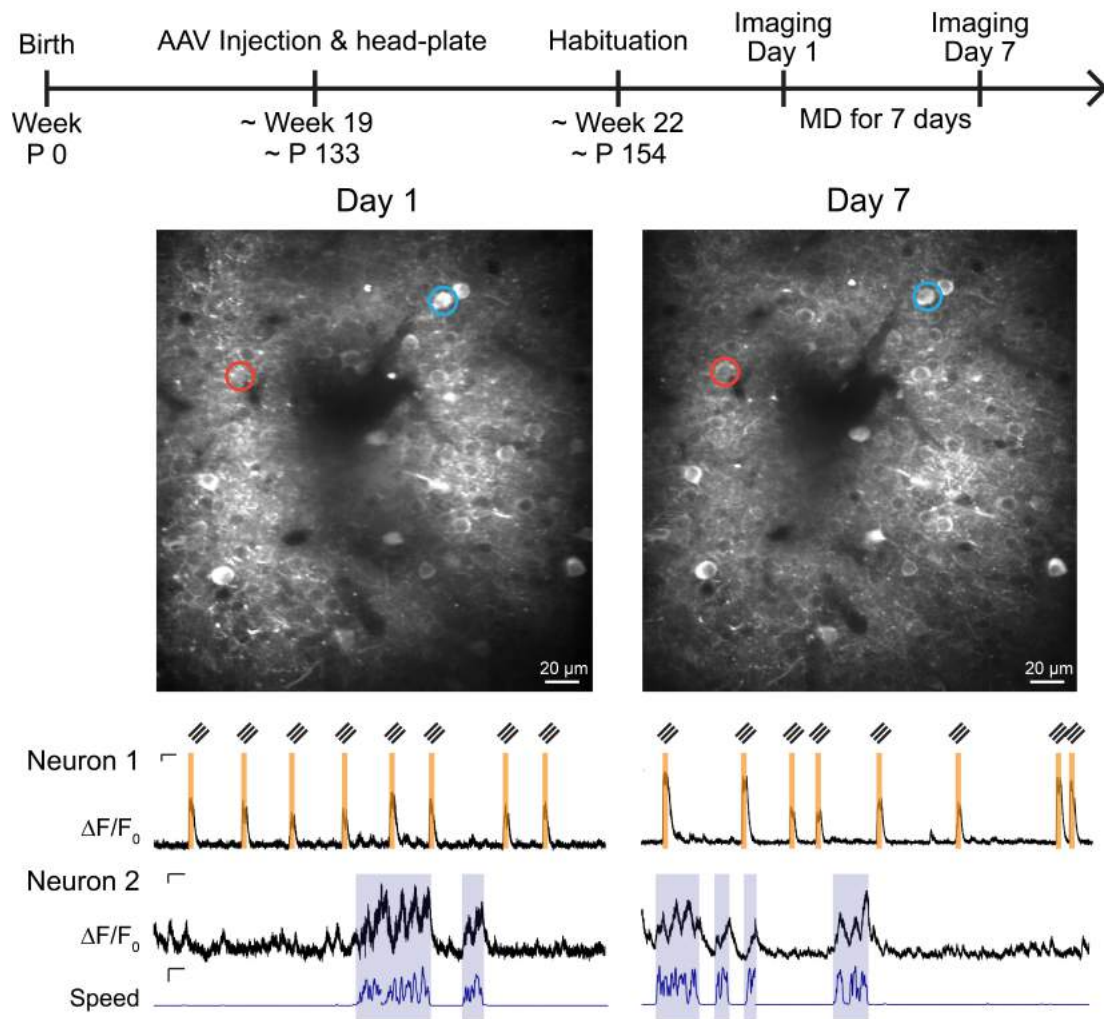 Birth
AAV Injection & head-plate
Habituation
Imaging
Day 1
Imaging
Day 7
Week
P 0
~ Week 19
~ P 133
~ Week 22
~ P 154
MD for 7 days
Day 1
Day 7
20 µm
20 µm
Neuron 1
ΔF/F₀
Neuron 2
ΔF/F₀
Speed